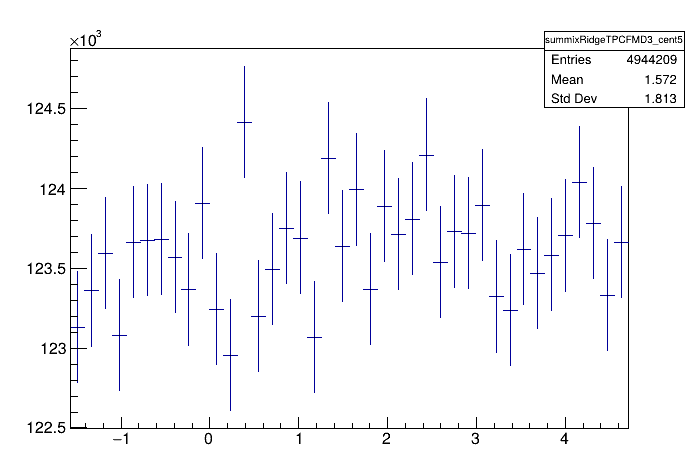 ×10³
summixRidgeTPCFMD3_cent5
Entries 4944209
Mean 1.572
Std Dev 1.813
124.5
124
123.5
123
122.5
−1 0 1 2 3 4